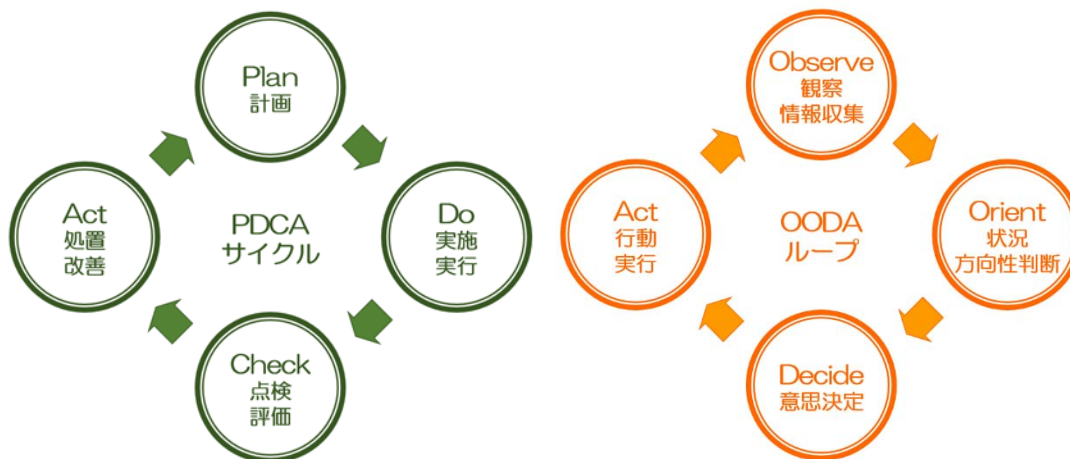 Plan
計画
Do
実施
実行
Check
点検
評価
Act
処置
改善
PDCA
サイクル
Observe
観察
情報収集
Orient
状況
方向性判断
Decide
意思決定
Act
行動
実行
OODA
ループ